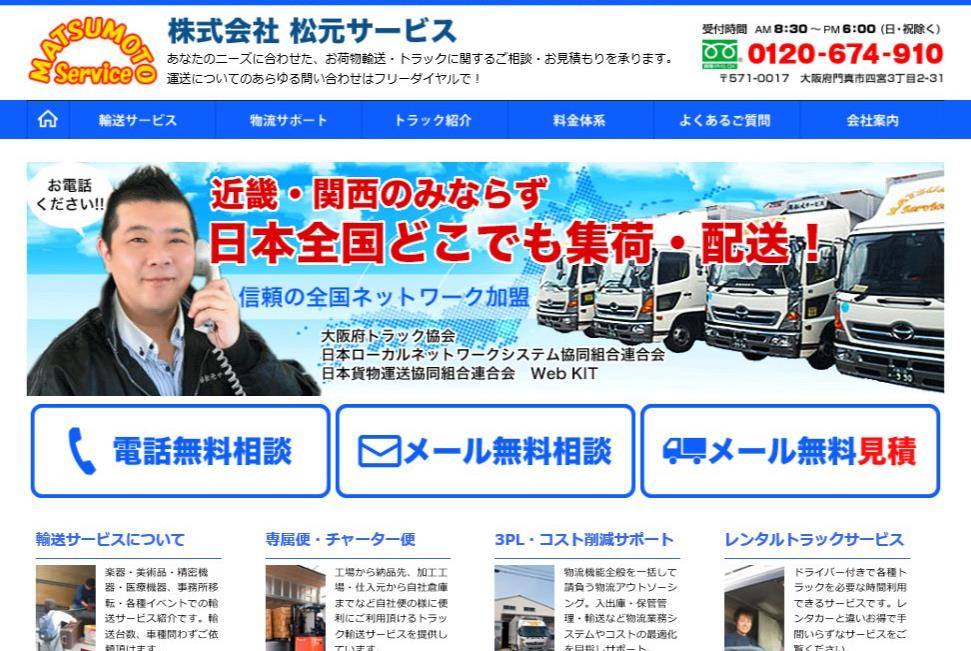 MATSUMOTO
Service
株式会社 松元サービス
あなたのニーズに合わせた、お荷物輸送・トラックに関するご相談・お見積もりを承ります。
運送についてのあらゆる問い合わせはフリーダイヤルで！
受付時間 AM 8:30 ～ PM 6:00 (日・祝除く)
0120-674-910
〒571-0017 大阪府門真市四宮3丁目2-31
輸送サービス
物流サポート
トラック紹介
料金体系
よくあるご質問
会社案内
お電話
ください!!
近畿・関西のみならず
日本全国どこでも集荷・配送！
信頼の全国ネットワーク加盟
大阪府トラック協会
日本ローカルネットワークシステム協同組合連合会
日本貨物運送協同組合連合会 Web KIT
電話無料相談
メール無料相談
メール無料見積
輸送サービスについて
楽器・美術品・精密機
器・医療機器、事務所移
転・各種イベントでの輸
送サービス紹介です。輸
送台数、車種問わずご依
頼頂けます。
専属便・チャーター便
工場から納品先、加工工
場・仕入元から自社倉庫
までなど自社便の様に便
利にご利用頂けるトラッ
ク輸送サービスを提供し
ています。
3PL・コスト削減サポート
物流機能全般を一括して
請負う物流アウトソーシ
ング。入出庫・保管管
理・輸送など物流業務シ
ステムやコストの最適化
を目指しサポート。
レンタルトラックサービス
ドライバー付きで各種ト
ラックを必要な時間利用
できるサービスです。レ
ンタカーと違いお得で手
間いらずなサービスをご
覧ください。